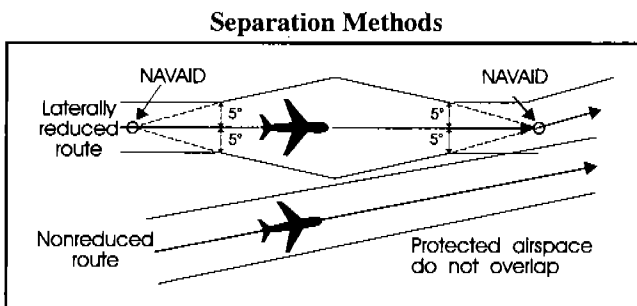 Separation Methods
NAVAID
NAVAID
Laterally
reduced
route
5°
5°
5°
5°
Nonreduced
route
Protected airspace
do not overlap